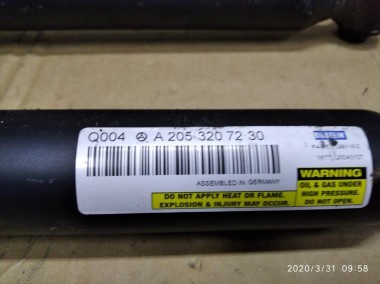 Q004 A 205 320 72 30
BILSTEIN
ASSEMBLED IN GERMANY
WARNING
OIL & GAS UNDER
HIGH PRESSURE.
DO NOT OPEN.
DO NOT APPLY HEAT OR FLAME.
EXPLOSION & INJURY MAY OCCUR.
2020/3/31 09:58